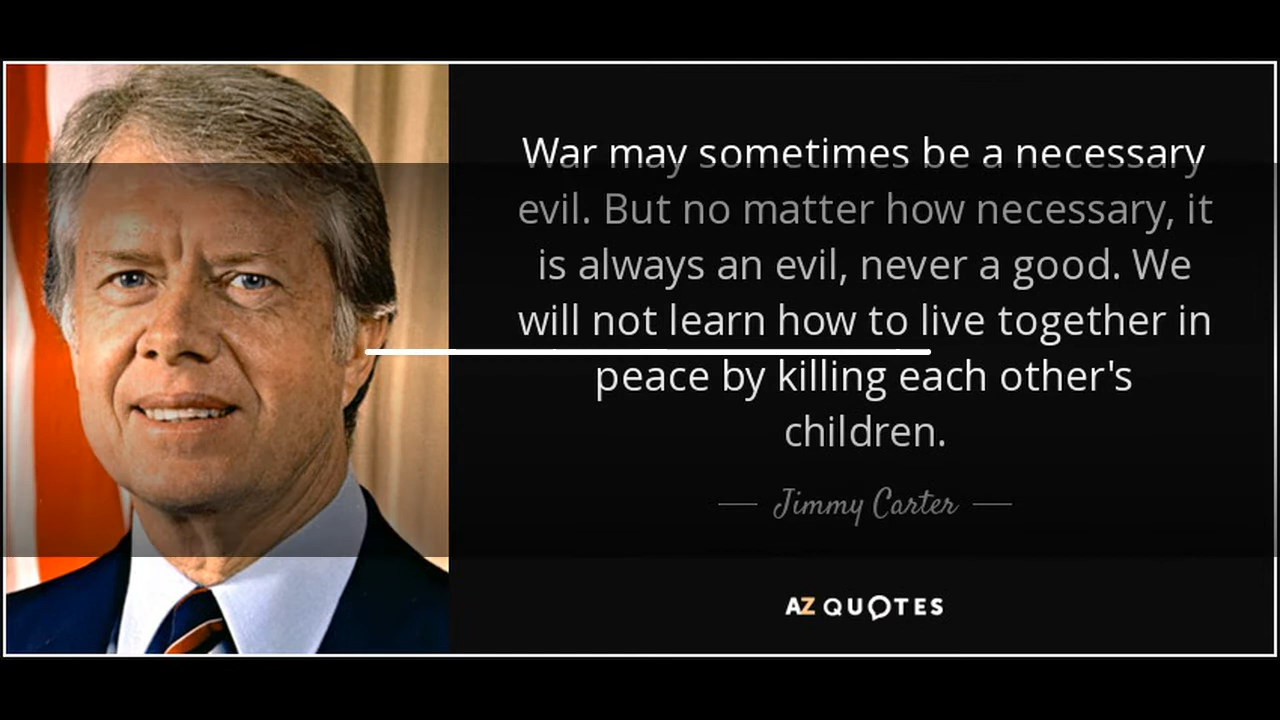 War may sometimes be a necessary
evil. But no matter how necessary, it
is always an evil, never a good. We
will not learn how to live together in
peace by killing each other's
children.
Jimmy Carter
AZ QUOTES